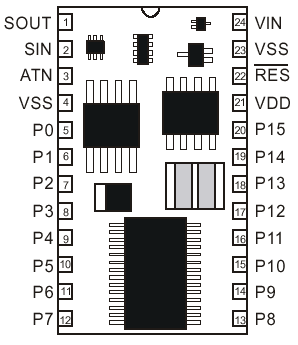 SOUT 1 24 VIN
SIN 2 23 VSS
ATN 3 22 RES
VSS 4 21 VDD
P0 5 20 P15
P1 6 19 P14
P2 7 18 P13
P3 8 17 P12
P4 9 16 P11
P5 10 15 P10
P6 11 14 P9
P7 12 13 P8